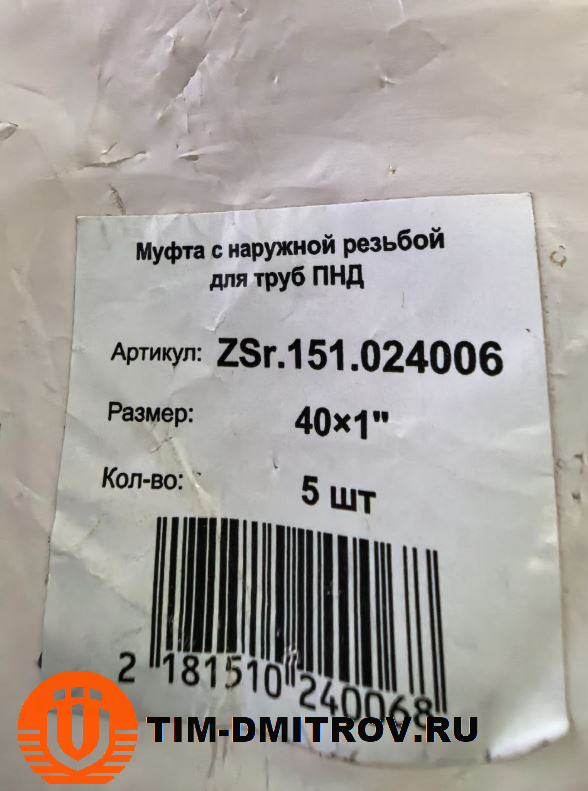 Муфта с наружной резьбой
для труб ПНД
Артикул: ZSr.151.024006
Размер: 40×1"
Кол-во: 5 шт
2 181510 240068
TIM-DMITROV.RU